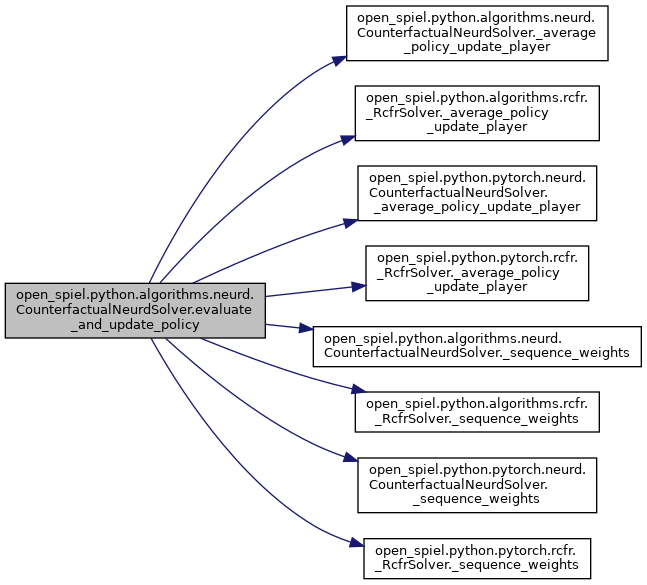 open_spiel.python.algorithms.neurd.
CounterfactualNeurdSolver._average
_policy_update_player
open_spiel.python.algorithms.rcfr.
_RcfrSolver._average_policy
_update_player
open_spiel.python.pytorch.neurd.
CounterfactualNeurdSolver.
_average_policy_update_player
open_spiel.python.pytorch.rcfr.
_RcfrSolver._average_policy
_update_player
open_spiel.python.algorithms.neurd.
CounterfactualNeurdSolver.evaluate
_and_update_policy
open_spiel.python.algorithms.neurd.
CounterfactualNeurdSolver._sequence_weights
open_spiel.python.algorithms.rcfr.
_RcfrSolver._sequence_weights
open_spiel.python.pytorch.neurd.
CounterfactualNeurdSolver.
_sequence_weights
open_spiel.python.pytorch.rcfr.
_RcfrSolver._sequence_weights